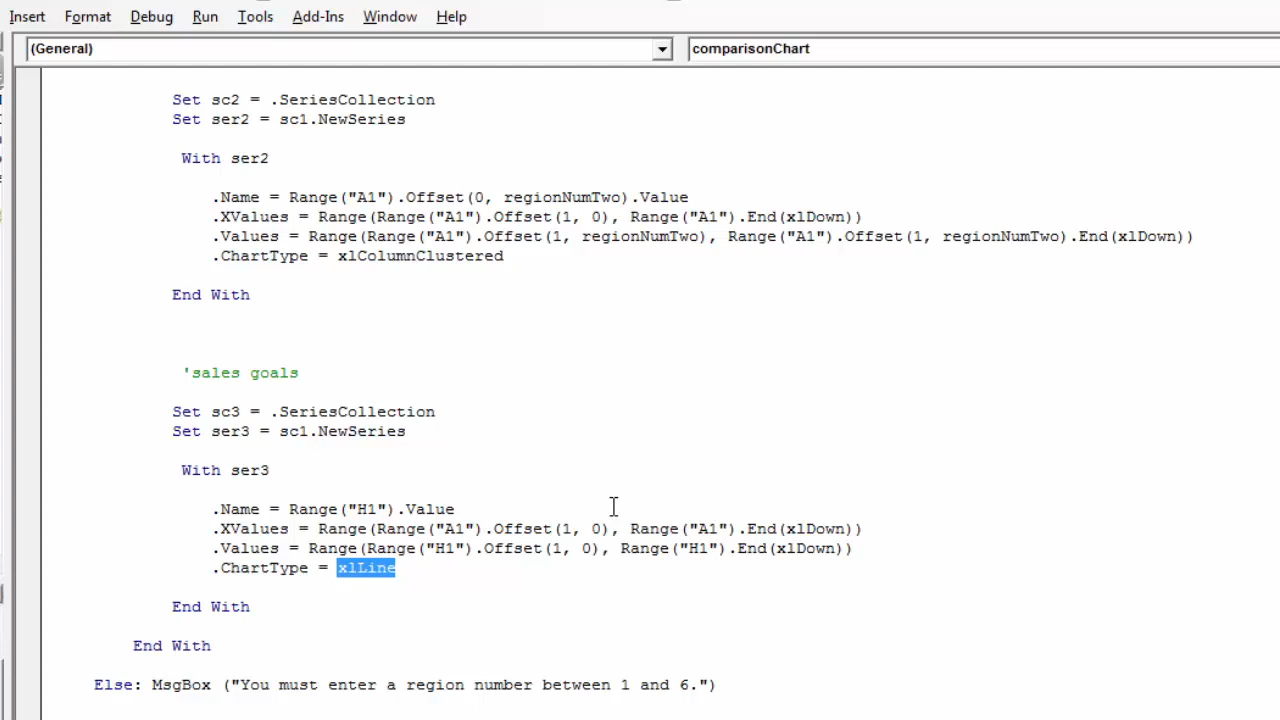 Insert Format Debug Run Tools Add-Ins Window Help
(General) comparisonChart
Set sc2 = .SeriesCollection
Set ser2 = sc1.NewSeries
With ser2
.Name = Range("A1").Offset(0, regionNumTwo).Value
.XValues = Range(Range("A1").Offset(1, 0), Range("A1").End(xlDown))
.Values = Range(Range("A1").Offset(1, regionNumTwo), Range("A1").Offset(1, regionNumTwo).End(xlDown))
.ChartType = xlColumnClustered
End With
'sales goals
Set sc3 = .SeriesCollection
Set ser3 = sc1.NewSeries
With ser3
.Name = Range("H1").Value
.XValues = Range(Range("A1").Offset(1, 0), Range("A1").End(xlDown))
.Values = Range(Range("H1").Offset(1, 0), Range("H1").End(xlDown))
.ChartType = xlLine
End With
End With
Else: MsgBox ("You must enter a region number between 1 and 6.")